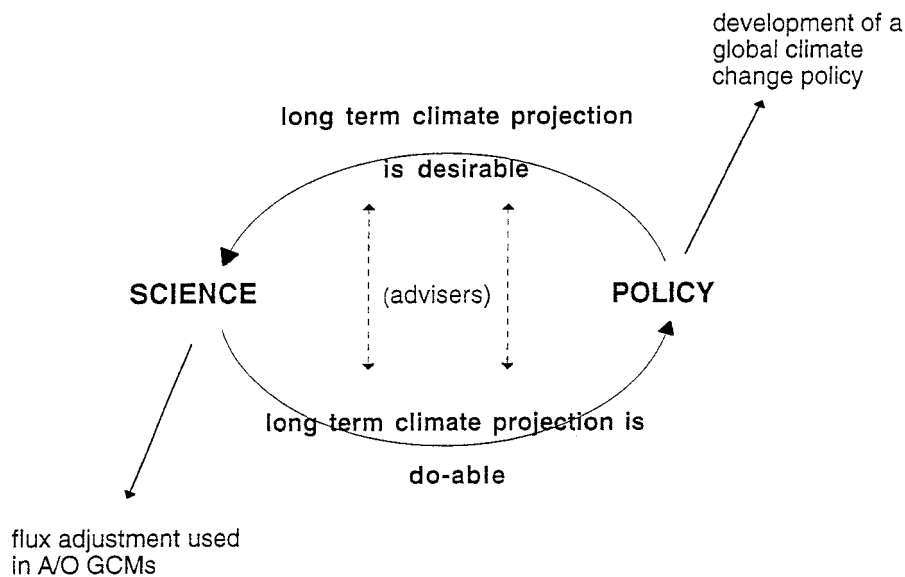 development of a
global climate
change policy
long term climate projection
is desirable
SCIENCE
(advisers)
POLICY
long term climate projection is
do-able
flux adjustment used
in A/O GCMs